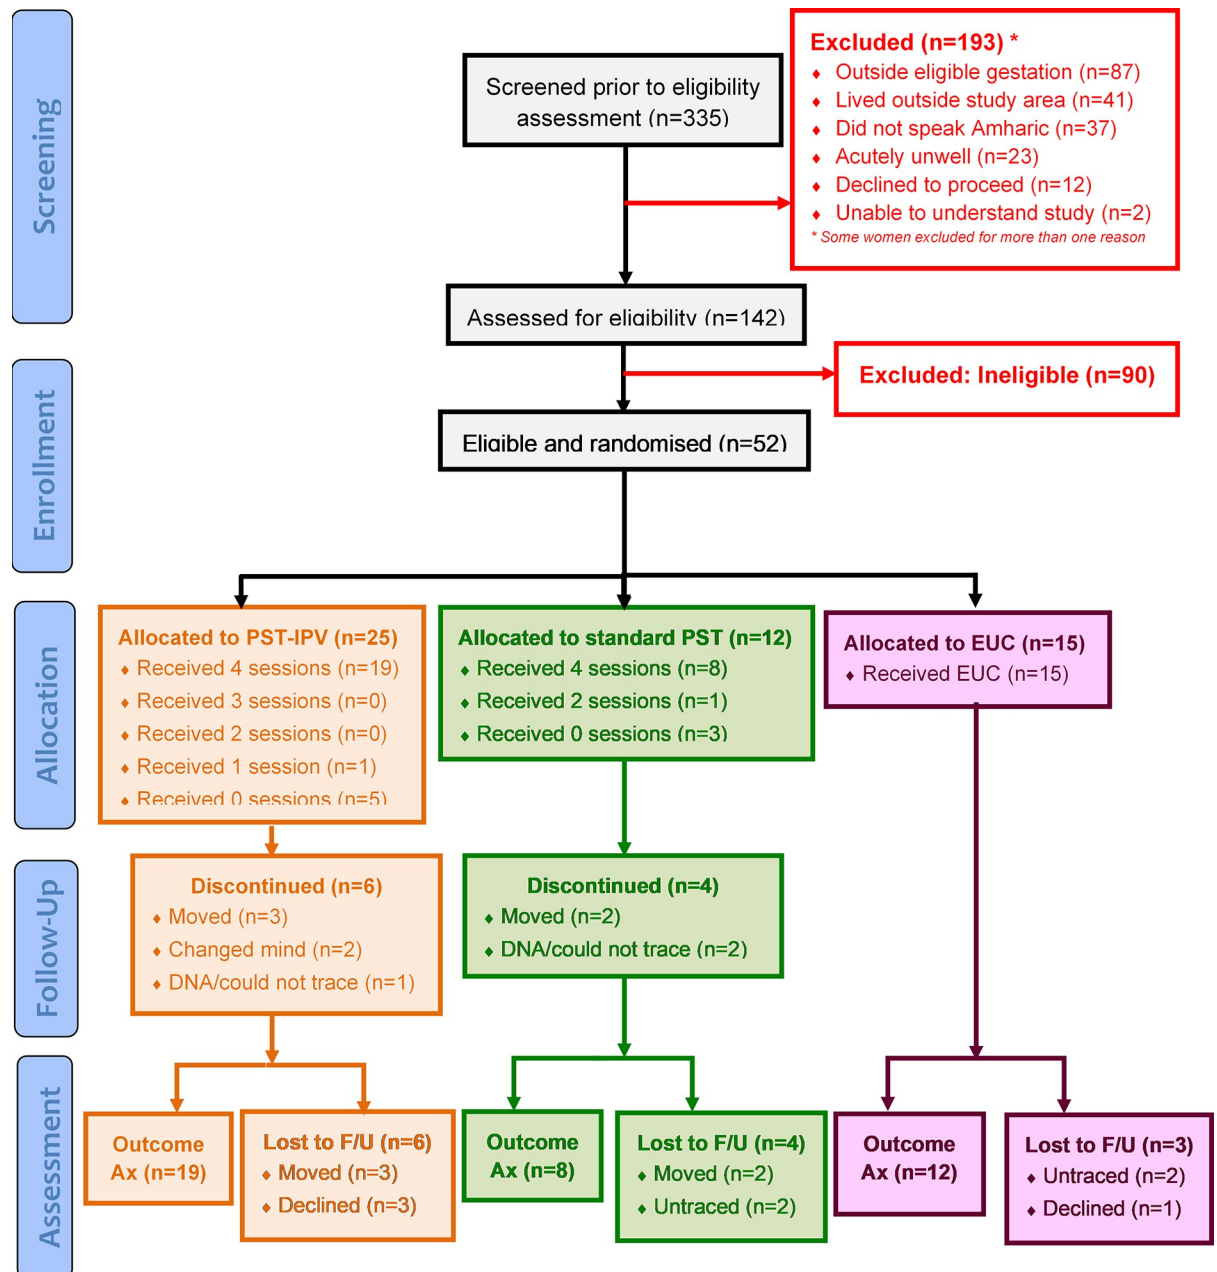 Screening
Screened prior to eligibility
assessment (n=335)
Excluded (n=193) *
♦ Outside eligible gestation (n=87)
♦ Lived outside study area (n=41)
♦ Did not speak Amharic (n=37)
♦ Acutely unwell (n=23)
♦ Declined to proceed (n=12)
♦ Unable to understand study (n=2)
* Some women excluded for more than one reason
Assessed for eligibility (n=142)
Enrollment
Excluded: Ineligible (n=90)
Eligible and randomised (n=52)
Allocation
Allocated to PST-IPV (n=25)
♦ Received 4 sessions (n=19)
♦ Received 3 sessions (n=0)
♦ Received 2 sessions (n=0)
♦ Received 1 session (n=1)
♦ Received 0 sessions (n=5)
Allocated to standard PST (n=12)
♦ Received 4 sessions (n=8)
♦ Received 2 sessions (n=1)
♦ Received 0 sessions (n=3)
Allocated to EUC (n=15)
♦ Received EUC (n=15)
Follow-Up
Discontinued (n=6)
♦ Moved (n=3)
♦ Changed mind (n=2)
♦ DNA/could not trace (n=1)
Discontinued (n=4)
♦ Moved (n=2)
♦ DNA/could not trace (n=2)
Assessment
Outcome
Ax (n=19)
Lost to F/U (n=6)
♦ Moved (n=3)
♦ Declined (n=3)
Outcome
Ax (n=8)
Lost to F/U (n=4)
♦ Moved (n=2)
♦ Untraced (n=2)
Outcome
Ax (n=12)
Lost to F/U (n=3)
♦ Untraced (n=2)
♦ Declined (n=1)